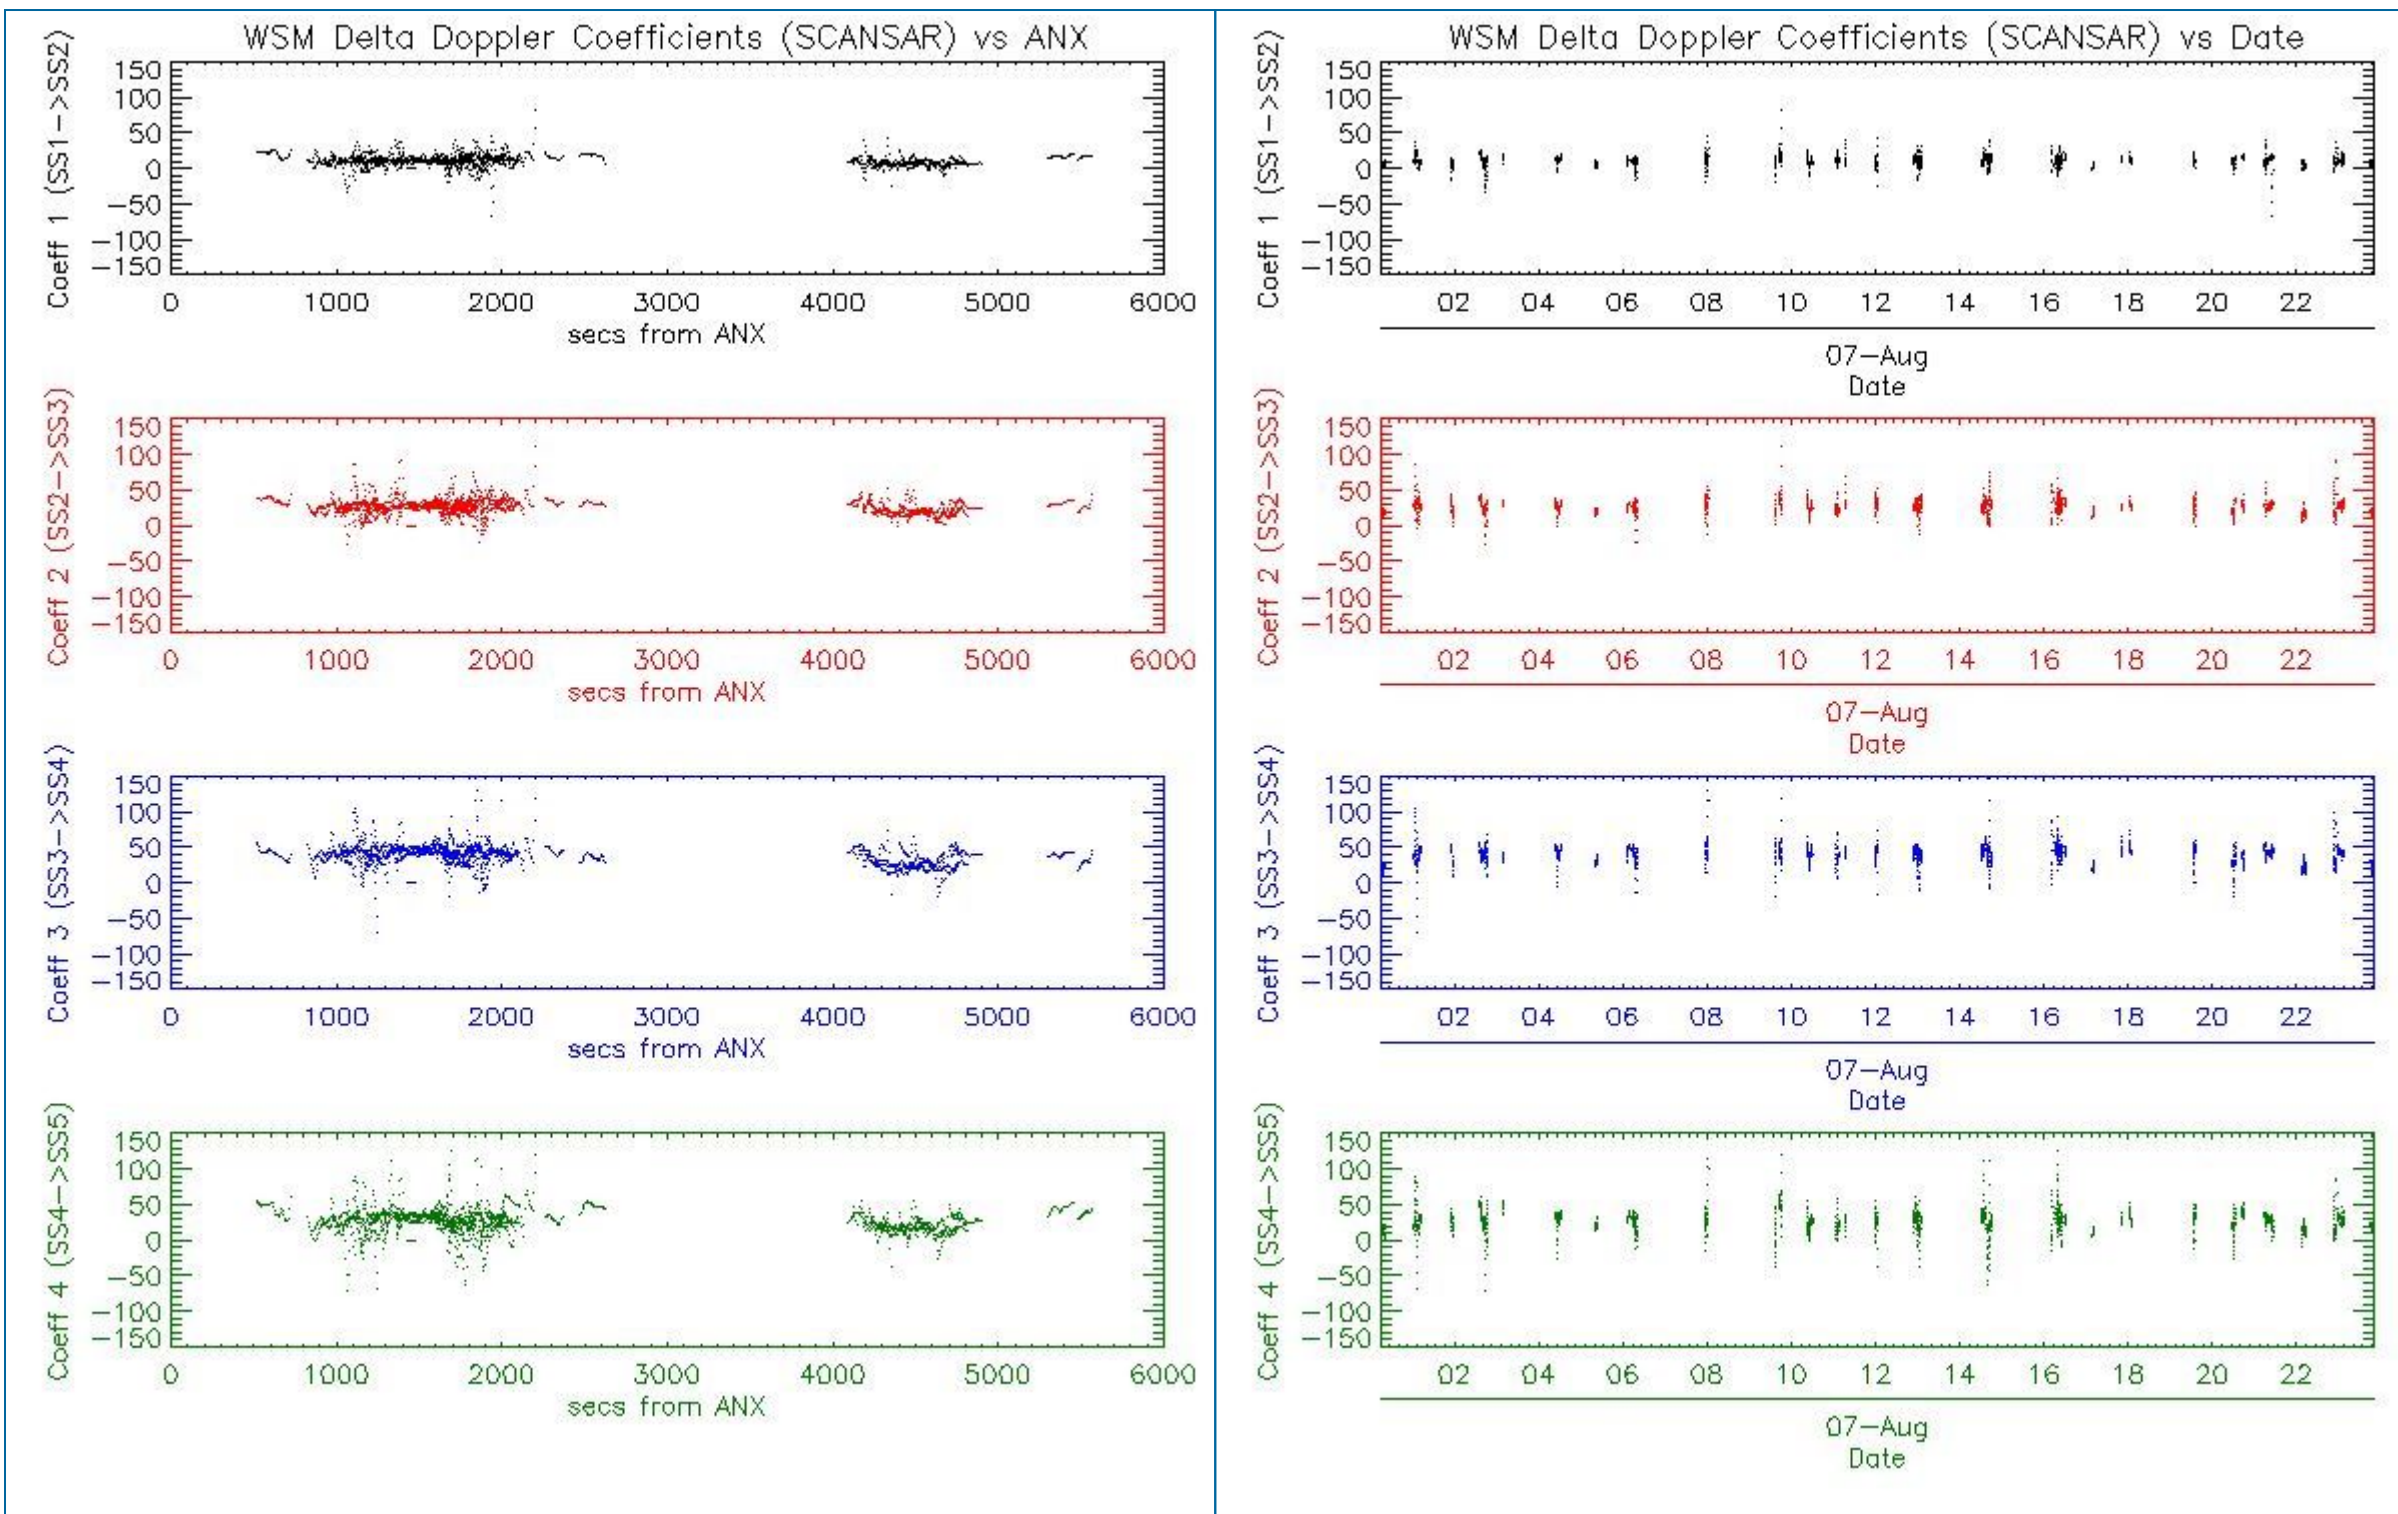 WSM Delta Doppler Coefficients (SCANSAR) vs ANX
Coeff 1 (SS1->SS2)
150
100
50
0
−50
−100
−150
0 1000 2000 3000 4000 5000 6000
secs from ANX
Coeff 2 (SS2->SS3)
150
100
50
0
−50
−100
−150
0 1000 2000 3000 4000 5000 6000
secs from ANX
Coeff 3 (SS3->SS4)
150
100
50
0
−50
−100
−150
0 1000 2000 3000 4000 5000 6000
secs from ANX
Coeff 4 (SS4->SS5)
150
100
50
0
−50
−100
−150
0 1000 2000 3000 4000 5000 6000
secs from ANX
WSM Delta Doppler Coefficients (SCANSAR) vs Date
Coeff 1 (SS1->SS2)
150
100
50
0
−50
−100
−150
02 04 06 08 10 12 14 16 18 20 22
07−Aug
Date
Coeff 2 (SS2->SS3)
150
100
50
0
−50
−100
−150
02 04 06 08 10 12 14 16 18 20 22
07−Aug
Date
Coeff 3 (SS3->SS4)
150
100
50
0
−50
−100
−150
02 04 06 08 10 12 14 16 18 20 22
07−Aug
Date
Coeff 4 (SS4->SS5)
150
100
50
0
−50
−100
−150
02 04 06 08 10 12 14 16 18 20 22
07−Aug
Date